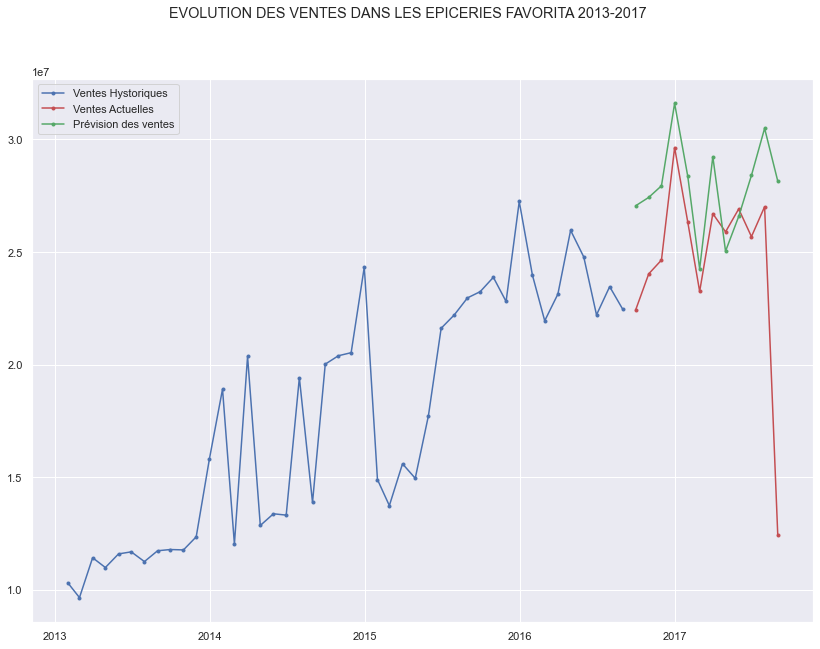 EVOLUTION DES VENTES DANS LES EPICERIES FAVORITA 2013-2017
1e7
Ventes Hystoriques
Ventes Actuelles
Prévision des ventes
3.0
2.5
2.0
1.5
1.0
2013 2014 2015 2016 2017